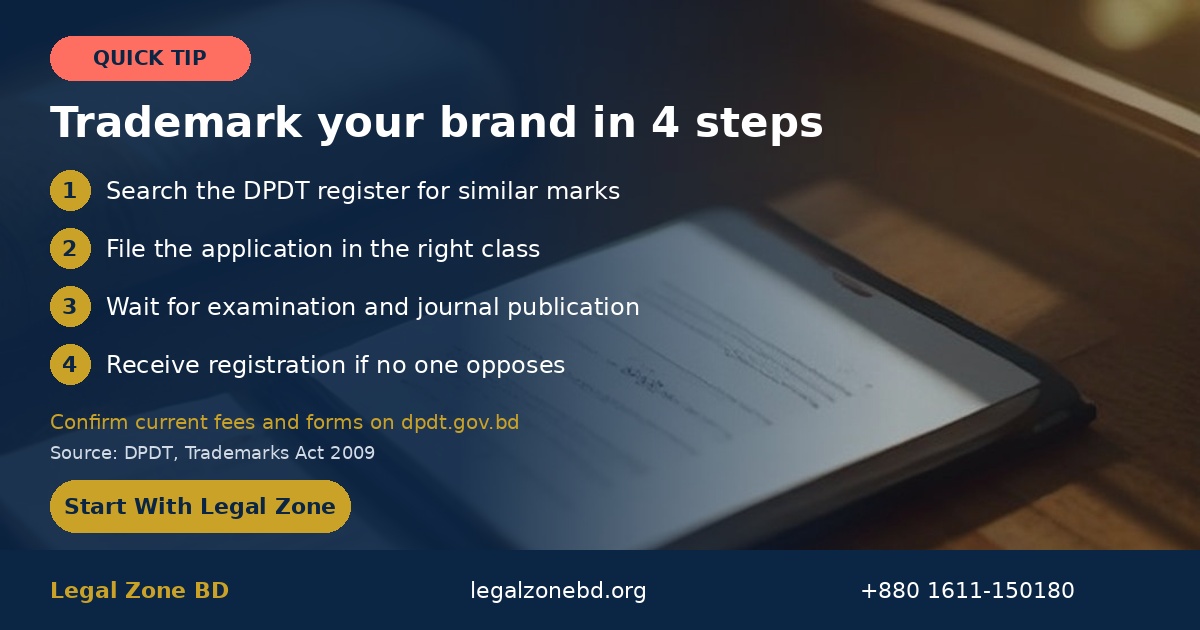 QUICK TIP
Trademark your brand in 4 steps
1 Search the DPDT register for similar marks
2 File the application in the right class
3 Wait for examination and journal publication
4 Receive registration if no one opposes
Confirm current fees and forms on dpdt.gov.bd
Source: DPDT, Trademarks Act 2009
Start With Legal Zone
Legal Zone BD legalzonebd.org +880 1611-150180